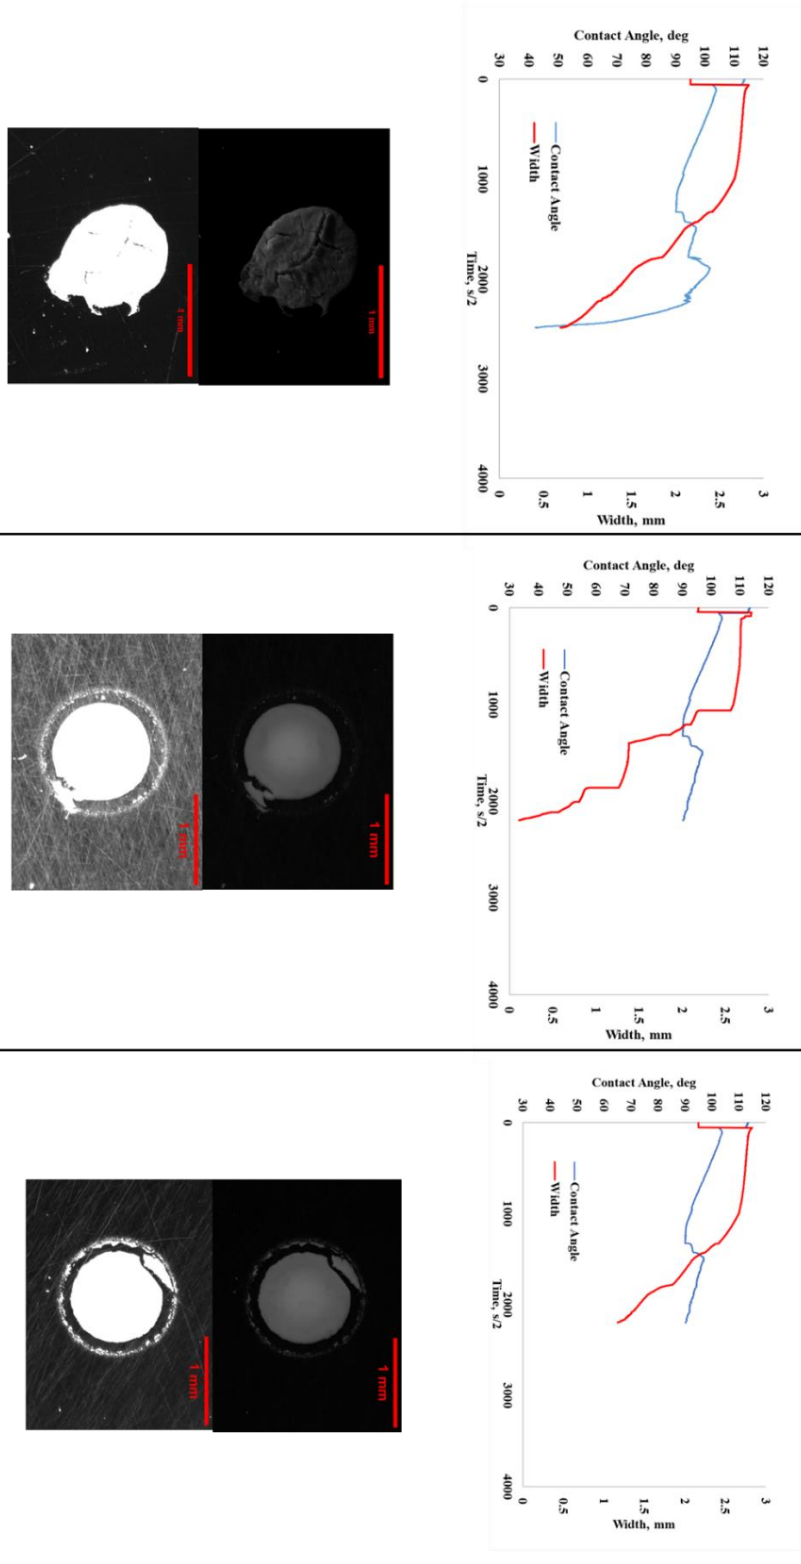 Contact Angle, deg
30 40 50 60 70 80 90 100 110 120
0
1000
2000
3000
4000
Time, s/2
Contact Angle
Width
0 0.5 1 1.5 2 2.5 3
Width, mm
1 mm
1 mm
Contact Angle, deg
30 40 50 60 70 80 90 100 110 120
0
1000
2000
3000
4000
Time, s/2
Contact Angle
Width
0 0.5 1 1.5 2 2.5 3
Width, mm
1 mm
1 mm
Contact Angle, deg
30 40 50 60 70 80 90 100 110 120
0
1000
2000
3000
4000
Time, s/2
Contact Angle
Width
0 0.5 1 1.5 2 2.5 3
Width, mm
1 mm
1 mm